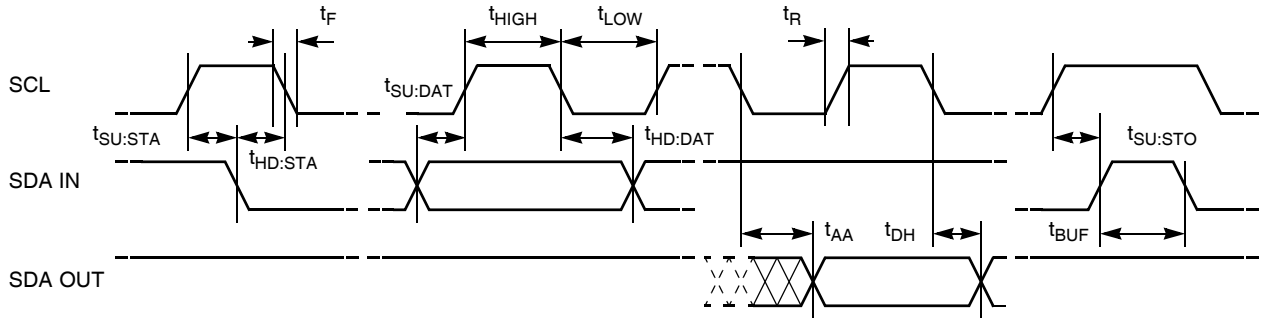 tF
tHIGH
tLOW
tR
SCL
tSU:DAT
tSU:STA
tHD:STA
tHD:DAT
tSU:STO
SDA IN
tAA
tDH
tBUF
SDA OUT